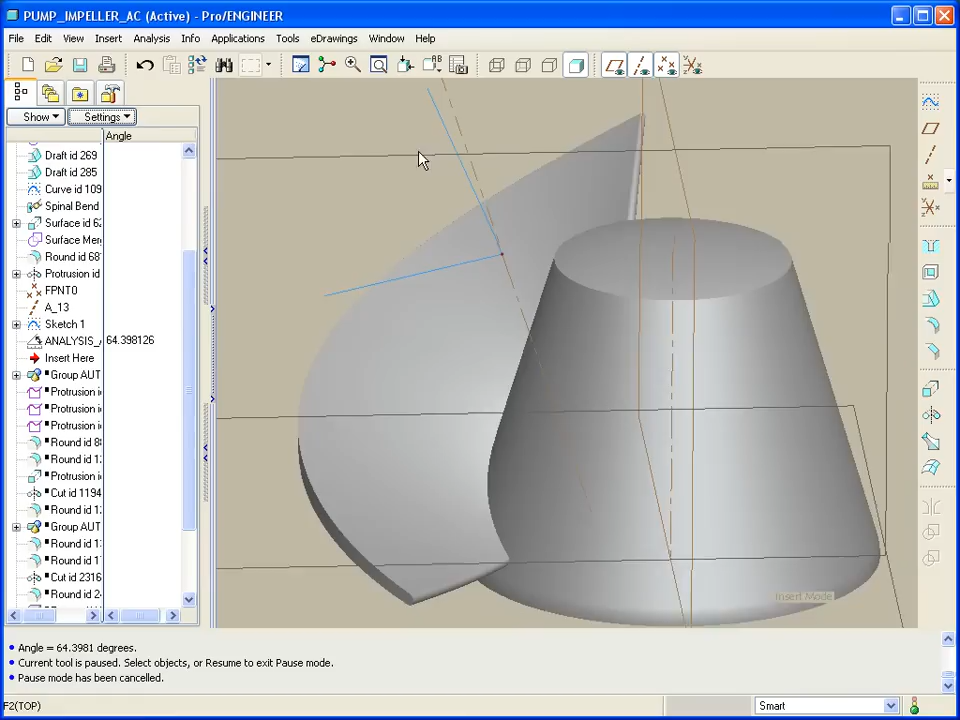 PUMP_IMPELLER_AC (Active) - Pro/ENGINEER
File Edit View Insert Analysis Info Applications Tools eDrawings Window Help
Show Settings
Angle
Draft id 269
Draft id 285
Curve id 109
Spinal Bend
Surface id 6
Surface Mer
Round id 68
Protrusion id
FPNT0
A_13
Sketch 1
ANALYSIS_ 64.398126
Insert Here
Group AUT
Protrusion i
Protrusion i
Protrusion i
Round id 8
Round id 1
Protrusion i
Cut id 1194
Round id 1
Group AUT
Round id 1
Round id 1
Cut id 2316
Round id 2
Insert Mode
Angle = 64.3981 degrees.
Current tool is paused. Select objects, or Resume to exit Pause mode.
Pause mode has been cancelled.
F2(TOP) Smart